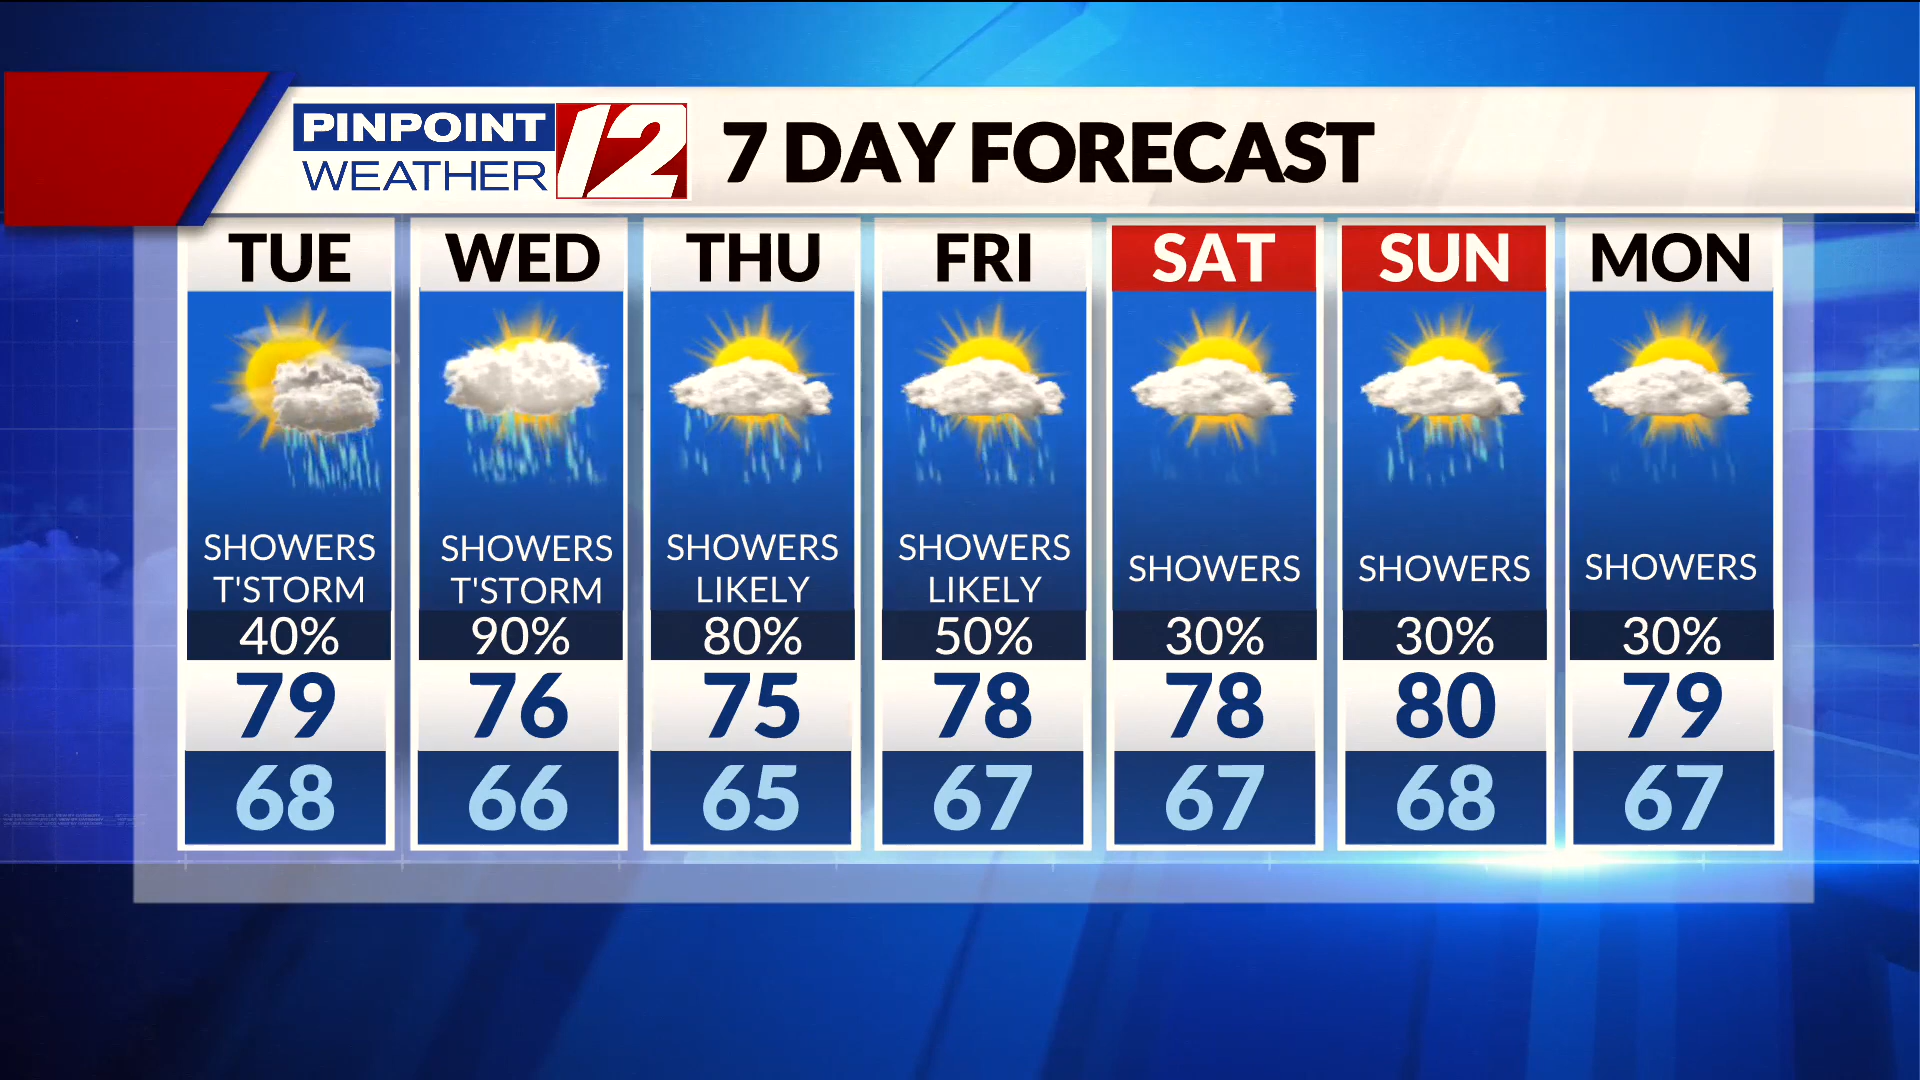 PINPOINT
WEATHER
12
7 DAY FORECAST
TUE
SHOWERS
T'STORM
40%
79
68
WED
SHOWERS
T'STORM
90%
76
66
THU
SHOWERS
LIKELY
80%
75
65
FRI
SHOWERS
LIKELY
50%
78
67
SAT
SHOWERS
30%
78
67
SUN
SHOWERS
30%
80
68
MON
SHOWERS
30%
79
67